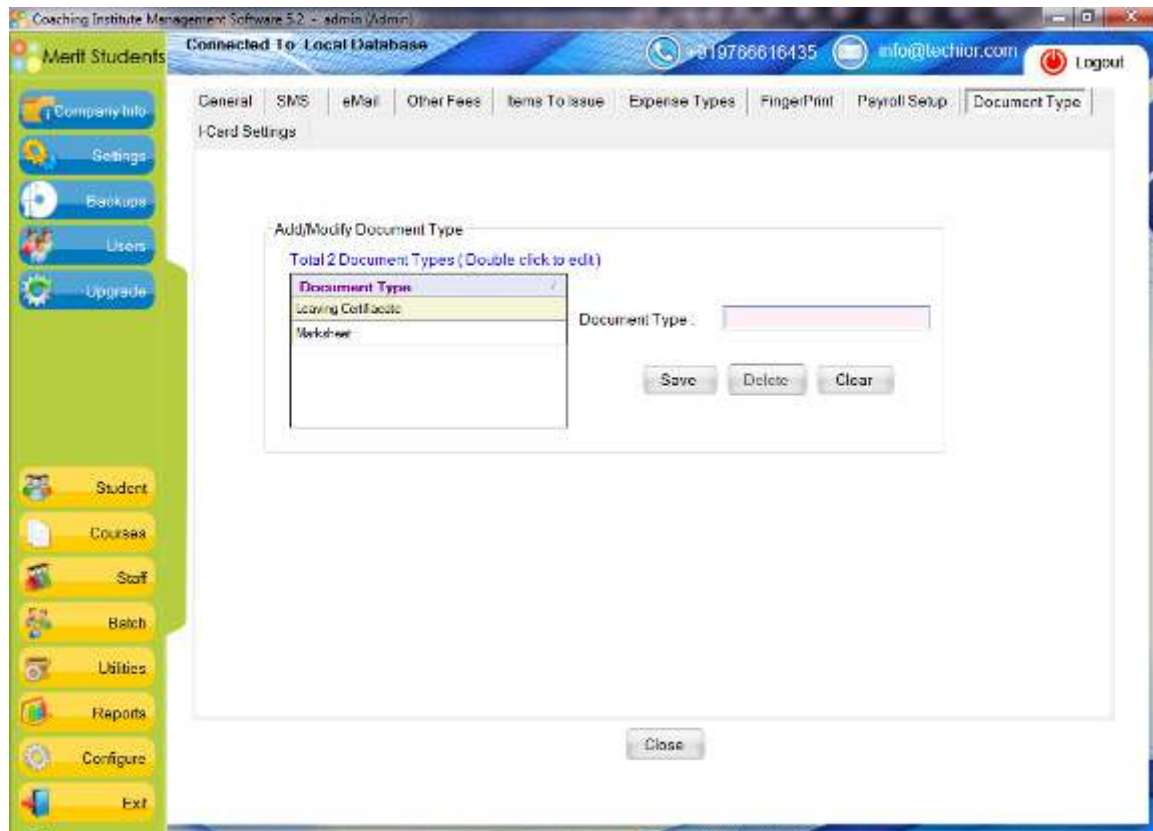 Coaching Institute Management Software 5.2 - admin (Admin)
Merit Students
Connected To Local Database
+919766616435
info@techior.com
Logout
Company Info
Settings
Backups
Users
Upgrade
General SMS eMail Other Fees Items To Issue Expense Types FingerPrint Payroll Setup Document Type
I-Card Settings
Add/Modify Document Type
Total 2 Document Types ( Double click to edit )
Document Type
Leaving Certifiacate
Marksheet
Document Type :
Save Delete Clear
Student
Courses
Staff
Batch
Utilities
Reports
Configure
Exit
Close